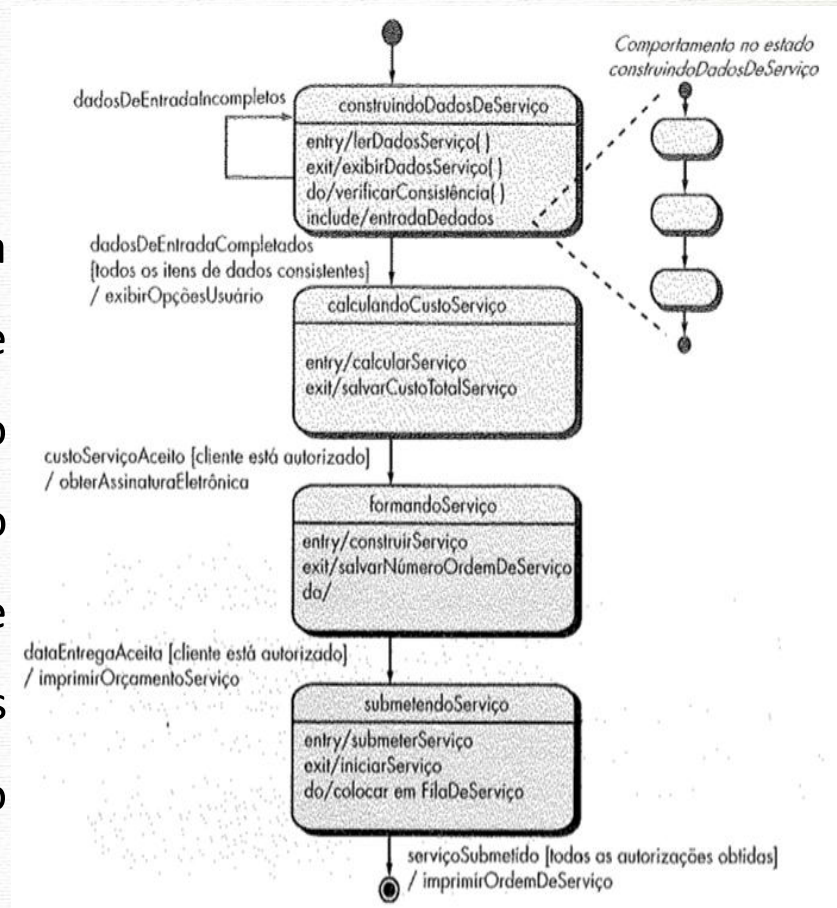 Comportamento no estado
construindoDadosDeServiço
dadosDeEntradaIncompletos
construindoDadosDeServiço
entry/lerDadosServiço()
exit/exibirDadosServiço()
do/verificarConsistência()
include/entradaDedados
dadosDeEntradaCompletados
[todos os itens de dados consistentes]
/ exibirOpçõesUsuário
calculandoCustoServiço
entry/calcularServiço
exit/salvarCustoTotalServiço
custoServiçoAceito [cliente está autorizado]
/ obterAssinaturaEletrônica
formandoServiço
entry/construirServiço
exit/salvarNúmeroOrdemDeServiço
do/
dataEntregaAceita [cliente está autorizado]
/ imprimirOrçamentoServiço
submetendoServiço
entry/submeterServiço
exit/iniciarServiço
do/colocar em FilaDeServiço
serviçoSubmetido [todas as autorizações obtidas]
/ imprimirOrdemDeServiço